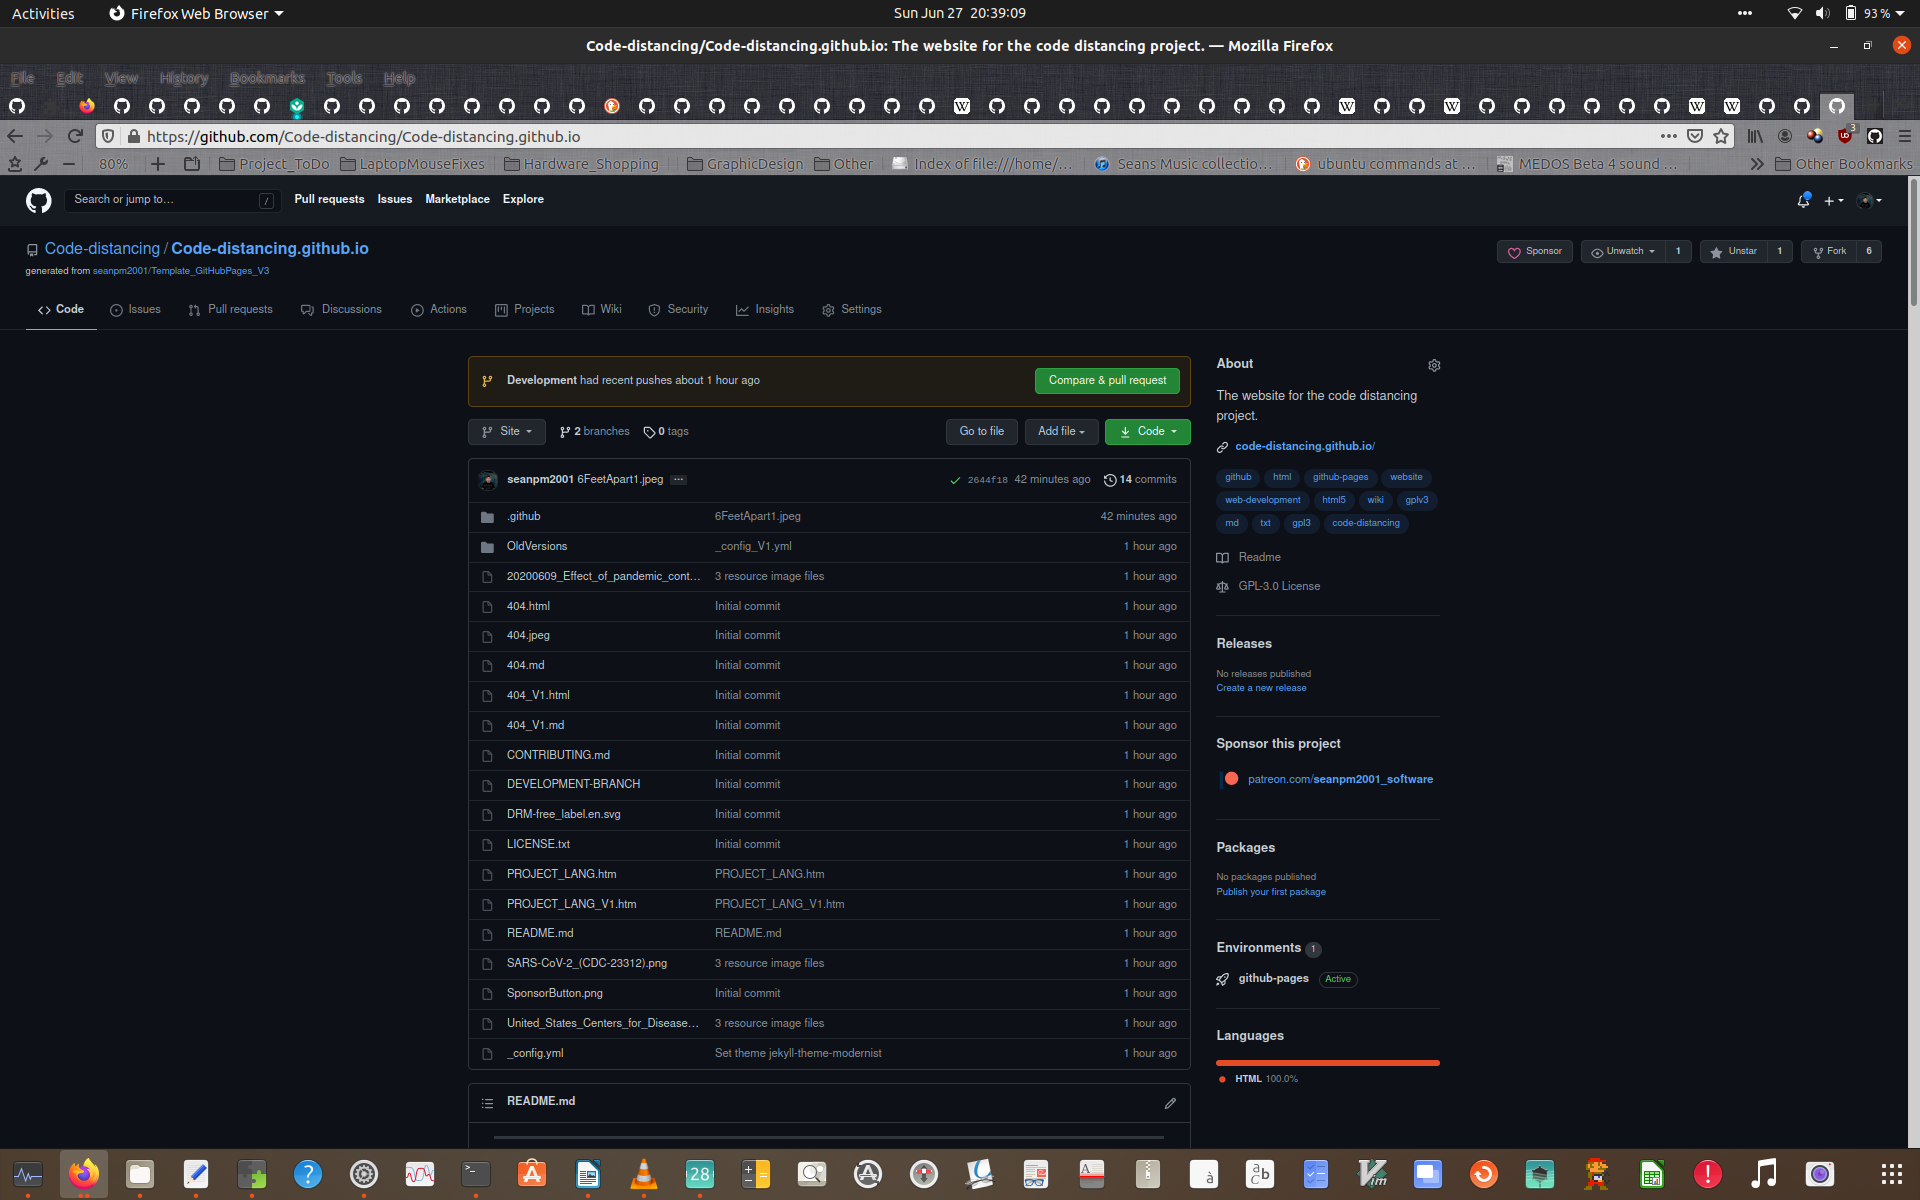 Activities Firefox Web Browser Sun Jun 27 20:39:09 93 %
Code-distancing/Code-distancing.github.io: The website for the code distancing project. — Mozilla Firefox
File Edit View History Bookmarks Tools Help
https://github.com/Code-distancing/Code-distancing.github.io 3
80% Project_ToDo LaptopMouseFixes Hardware_Shopping GraphicDesign Other Index of file:///home/... Seans Music collectio... ubuntu commands at ... MEDOS Beta 4 sound ... Other Bookmarks
Search or jump to... / Pull requests Issues Marketplace Explore
Code-distancing / Code-distancing.github.io Sponsor Unwatch 1 Unstar 1 Fork 6
generated from seanpm2001/Template_GitHubPages_V3
Code Issues Pull requests Discussions Actions Projects Wiki Security Insights Settings
Development had recent pushes about 1 hour ago Compare & pull request
Site 2 branches 0 tags Go to file Add file Code
seanpm2001 6FeetApart1.jpeg ... 2644f18 42 minutes ago 14 commits
.github 6FeetApart1.jpeg 42 minutes ago
OldVersions _config_V1.yml 1 hour ago
20200609_Effect_of_pandemic_cont... 3 resource image files 1 hour ago
404.html Initial commit 1 hour ago
404.jpeg Initial commit 1 hour ago
404.md Initial commit 1 hour ago
404_V1.html Initial commit 1 hour ago
404_V1.md Initial commit 1 hour ago
CONTRIBUTING.md Initial commit 1 hour ago
DEVELOPMENT-BRANCH Initial commit 1 hour ago
DRM-free_label.en.svg Initial commit 1 hour ago
LICENSE.txt Initial commit 1 hour ago
PROJECT_LANG.htm PROJECT_LANG.htm 1 hour ago
PROJECT_LANG_V1.htm PROJECT_LANG_V1.htm 1 hour ago
README.md README.md 1 hour ago
SARS-CoV-2_(CDC-23312).png 3 resource image files 1 hour ago
SponsorButton.png Initial commit 1 hour ago
United_States_Centers_for_Disease... 3 resource image files 1 hour ago
_config.yml Set theme jekyll-theme-modernist 1 hour ago
README.md
About
The website for the code distancing
project.
code-distancing.github.io/
github html github-pages website
web-development html5 wiki gplv3
md txt gpl3 code-distancing
Readme
GPL-3.0 License
Releases
No releases published
Create a new release
Sponsor this project
patreon.com/seanpm2001_software
Packages
No packages published
Publish your first package
Environments 1
github-pages Active
Languages
HTML 100.0%
28